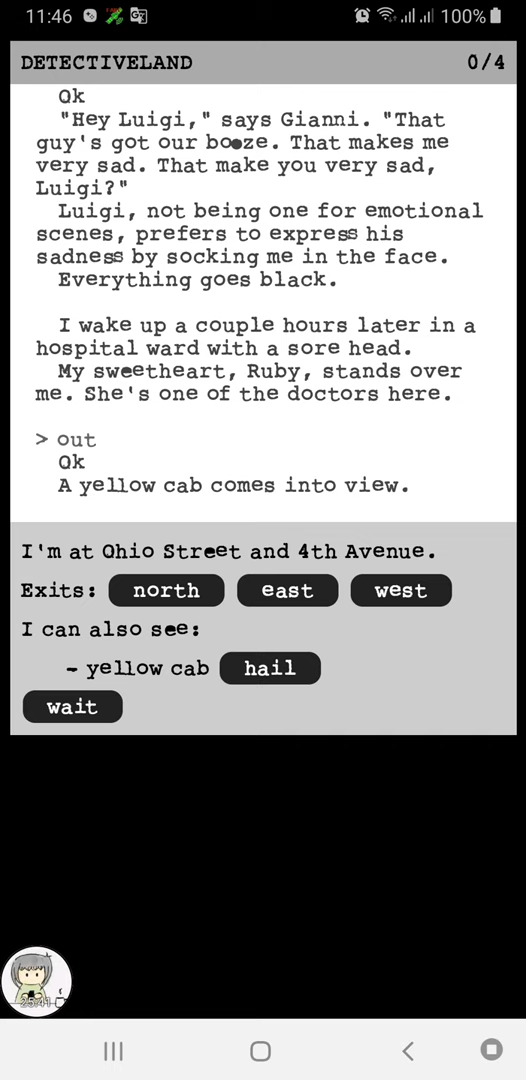 11:46 100%
DETECTIVELAND 0/4
Ok
"Hey Luigi," says Gianni. "That
guy's got our booze. That makes me
very sad. That make you very sad,
Luigi?"
Luigi, not being one for emotional
scenes, prefers to express his
sadness by socking me in the face.
Everything goes black.
I wake up a couple hours later in a
hospital ward with a sore head.
My sweetheart, Ruby, stands over
me. She's one of the doctors here.
> out
Ok
A yellow cab comes into view.
I'm at Ohio Street and 4th Avenue.
Exits: north east west
I can also see:
- yellow cab hail
wait